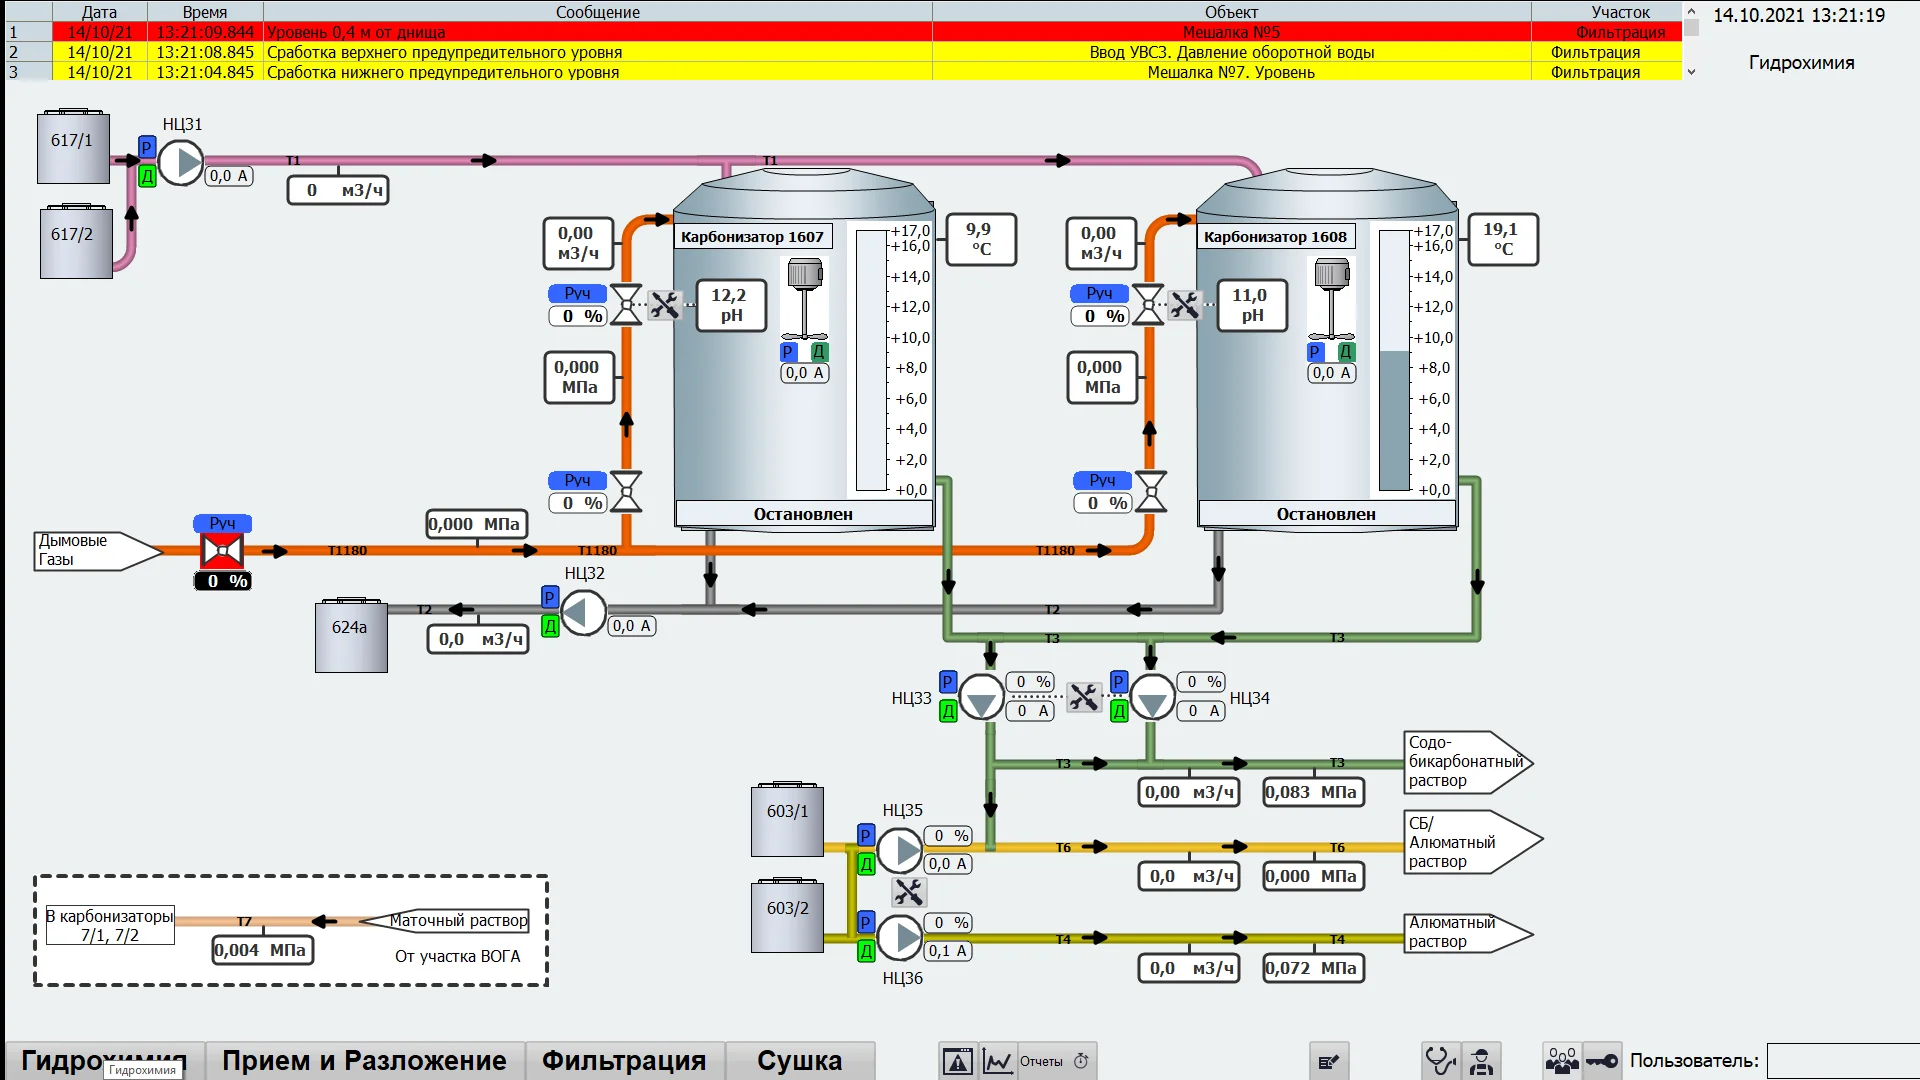 Дата Время Сообщение Объект Участок
1 14/10/21 13:21:09.844 Уровень 0,4 м от днища Мешалка №5 Фильтрация
2 14/10/21 13:21:08.845 Сработка верхнего предупредительного уровня Ввод УВС3. Давление оборотной воды Фильтрация
3 14/10/21 13:21:04.845 Сработка нижнего предупредительного уровня Мешалка №7. Уровень Фильтрация
14.10.2021 13:21:19
Гидрохимия
617/1
617/2
НЦ31
Р
Д
0,0 А
Т1
0 м3/ч
Т1
0,00
м3/ч
Руч
0 %
0,000
МПа
Руч
0 %
Карбонизатор 1607
12,2
pH
Р Д
0,0 А
+17,0
+16,0
+14,0
+12,0
+10,0
+8,0
+6,0
+4,0
+2,0
+0,0
Остановлен
9,9
°C
0,00
м3/ч
Руч
0 %
0,000
МПа
Руч
0 %
Карбонизатор 1608
11,0
pH
Р Д
0,0 А
+17,0
+16,0
+14,0
+12,0
+10,0
+8,0
+6,0
+4,0
+2,0
+0,0
Остановлен
19,1
°C
Дымовые
Газы
Руч
0 %
Т1180
0,000 МПа
Т1180
Т1180
НЦ32
Р
Д
0,0 А
624а
Т2
0,0 м3/ч
Т2
Т3
Т3
НЦ33
Р
Д
0 %
0 А
Р
Д
0 %
0 А
НЦ34
Т3
Т3
0,00 м3/ч
0,083 МПа
Содо-
бикарбонатный
раствор
603/1
603/2
НЦ35
Р
Д
0 %
0,0 А
Т6
Т6
0,0 м3/ч
0,000 МПа
СБ/
Алюматный
раствор
Р
Д
0 %
0,1 А
НЦ36
Т4
Т4
0,0 м3/ч
0,072 МПа
Алюматный
раствор
В карбонизаторы
7/1, 7/2
Т7
0,004 МПа
Маточный раствор
От участка ВОГА
Гидрохимия
Гидрохимия
Прием и Разложение
Фильтрация
Сушка
Отчеты
Пользователь: